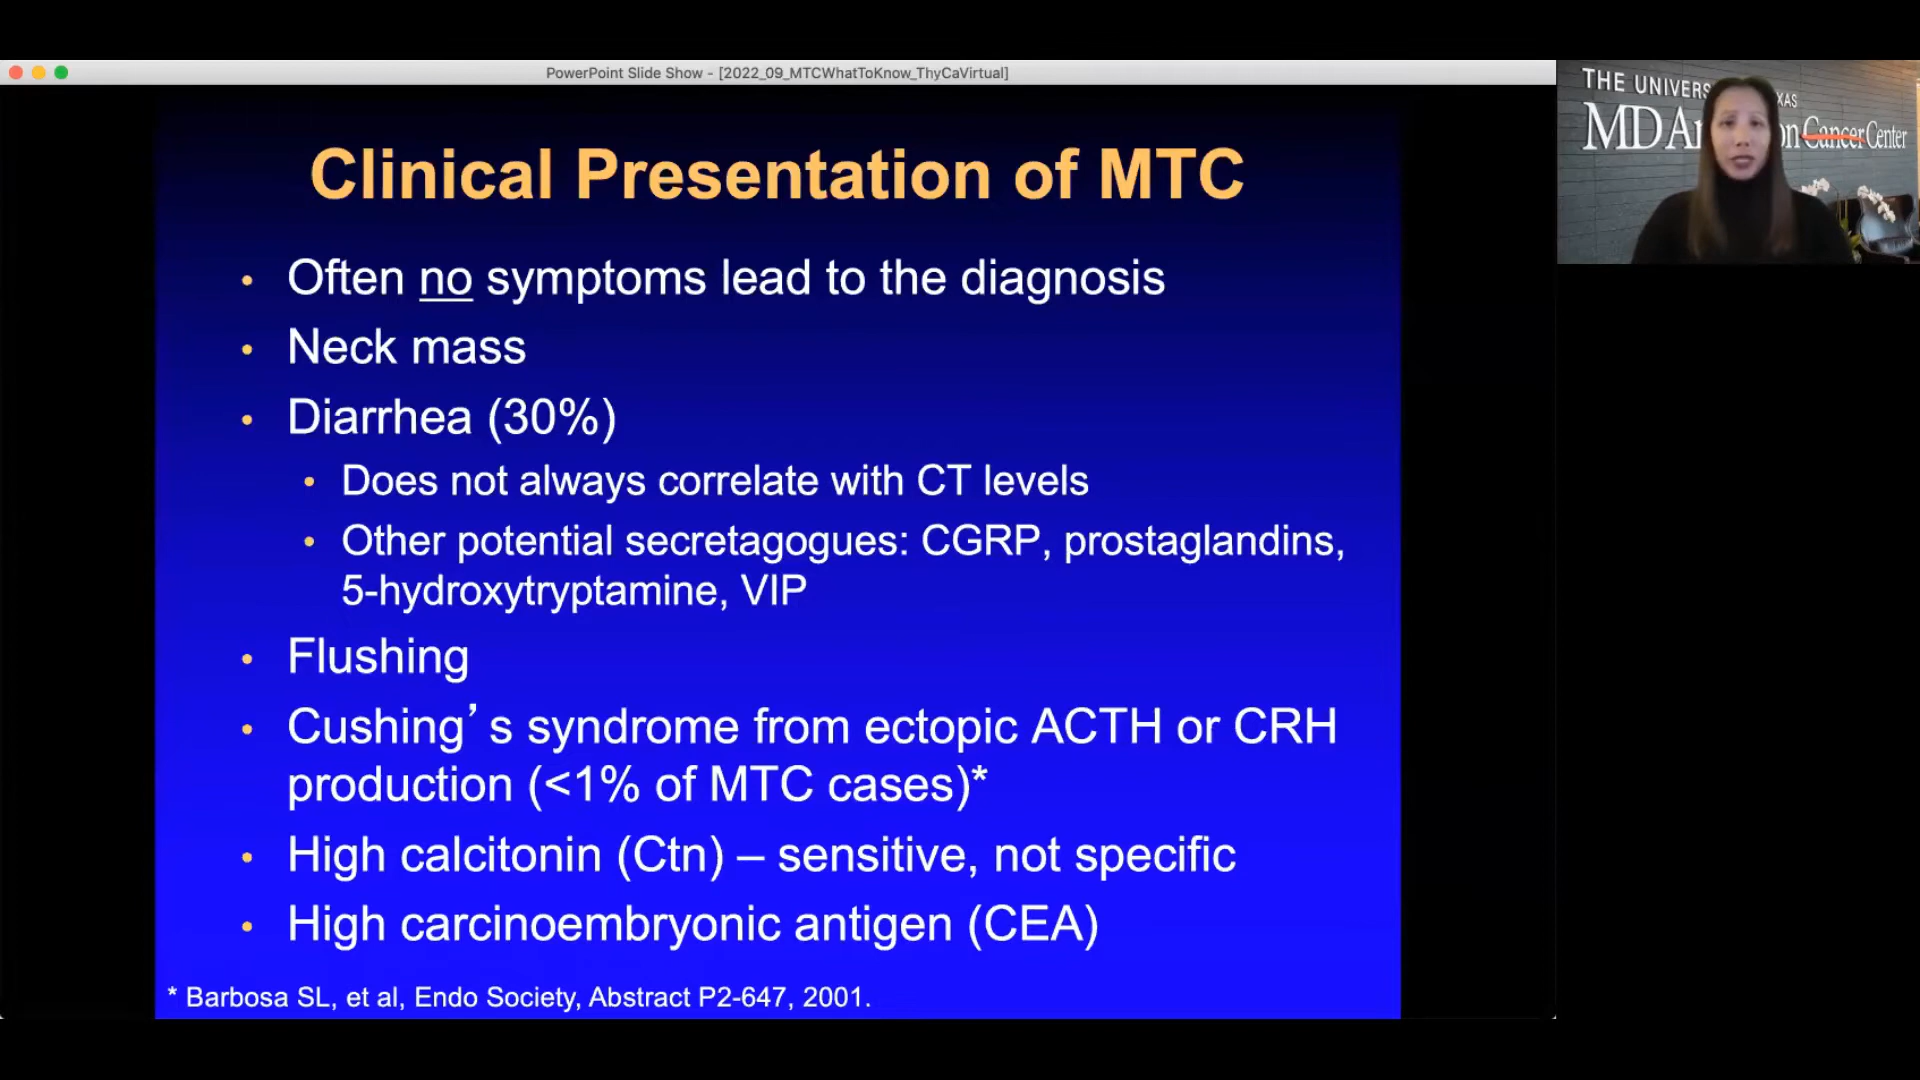 PowerPoint Slide Show - [2022_09_MTCWhatToKnow_ThyCaVirtual]
THE UNIVERS XAS
MD A on Cancer Center
Clinical Presentation of MTC
• Often no symptoms lead to the diagnosis
• Neck mass
• Diarrhea (30%)
• Does not always correlate with CT levels
• Other potential secretagogues: CGRP, prostaglandins,
5-hydroxytryptamine, VIP
• Flushing
• Cushing’s syndrome from ectopic ACTH or CRH
production (<1% of MTC cases)*
• High calcitonin (Ctn) – sensitive, not specific
• High carcinoembryonic antigen (CEA)
* Barbosa SL, et al, Endo Society, Abstract P2-647, 2001.